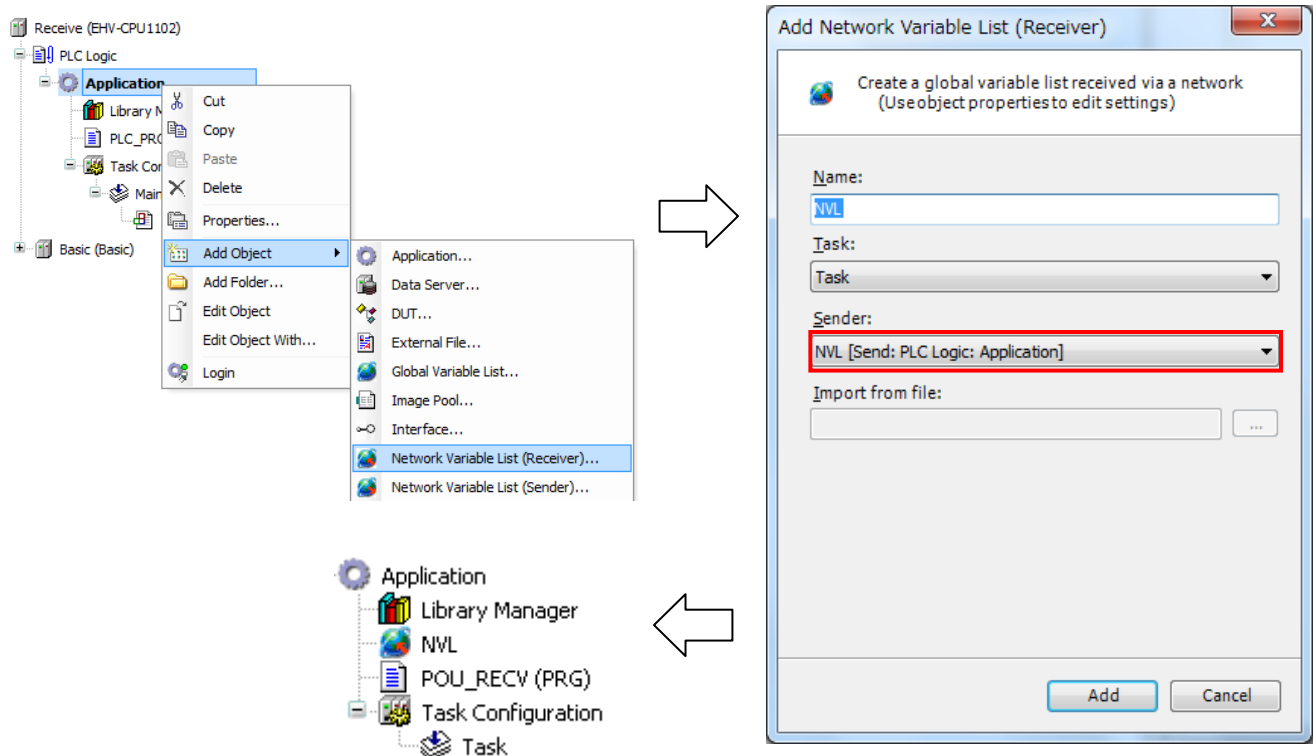 Receive (EHV-CPU1102)
PLC Logic
Application
Library M
PLC_PRG
Task Con
Main
Basic (Basic)
Cut
Copy
Paste
Delete
Properties...
Add Object
Add Folder...
Edit Object
Edit Object With...
Login
Application...
Data Server...
DUT...
External File...
Global Variable List...
Image Pool...
Interface...
Network Variable List (Receiver)...
Network Variable List (Sender)...
Add Network Variable List (Receiver)
Create a global variable list received via a network
(Use object properties to edit settings)
Name:
NVL
Task:
Task
Sender:
NVL [Send: PLC Logic: Application]
Import from file:
...
Add
Cancel
Application
Library Manager
NVL
POU_RECV (PRG)
Task Configuration
Task